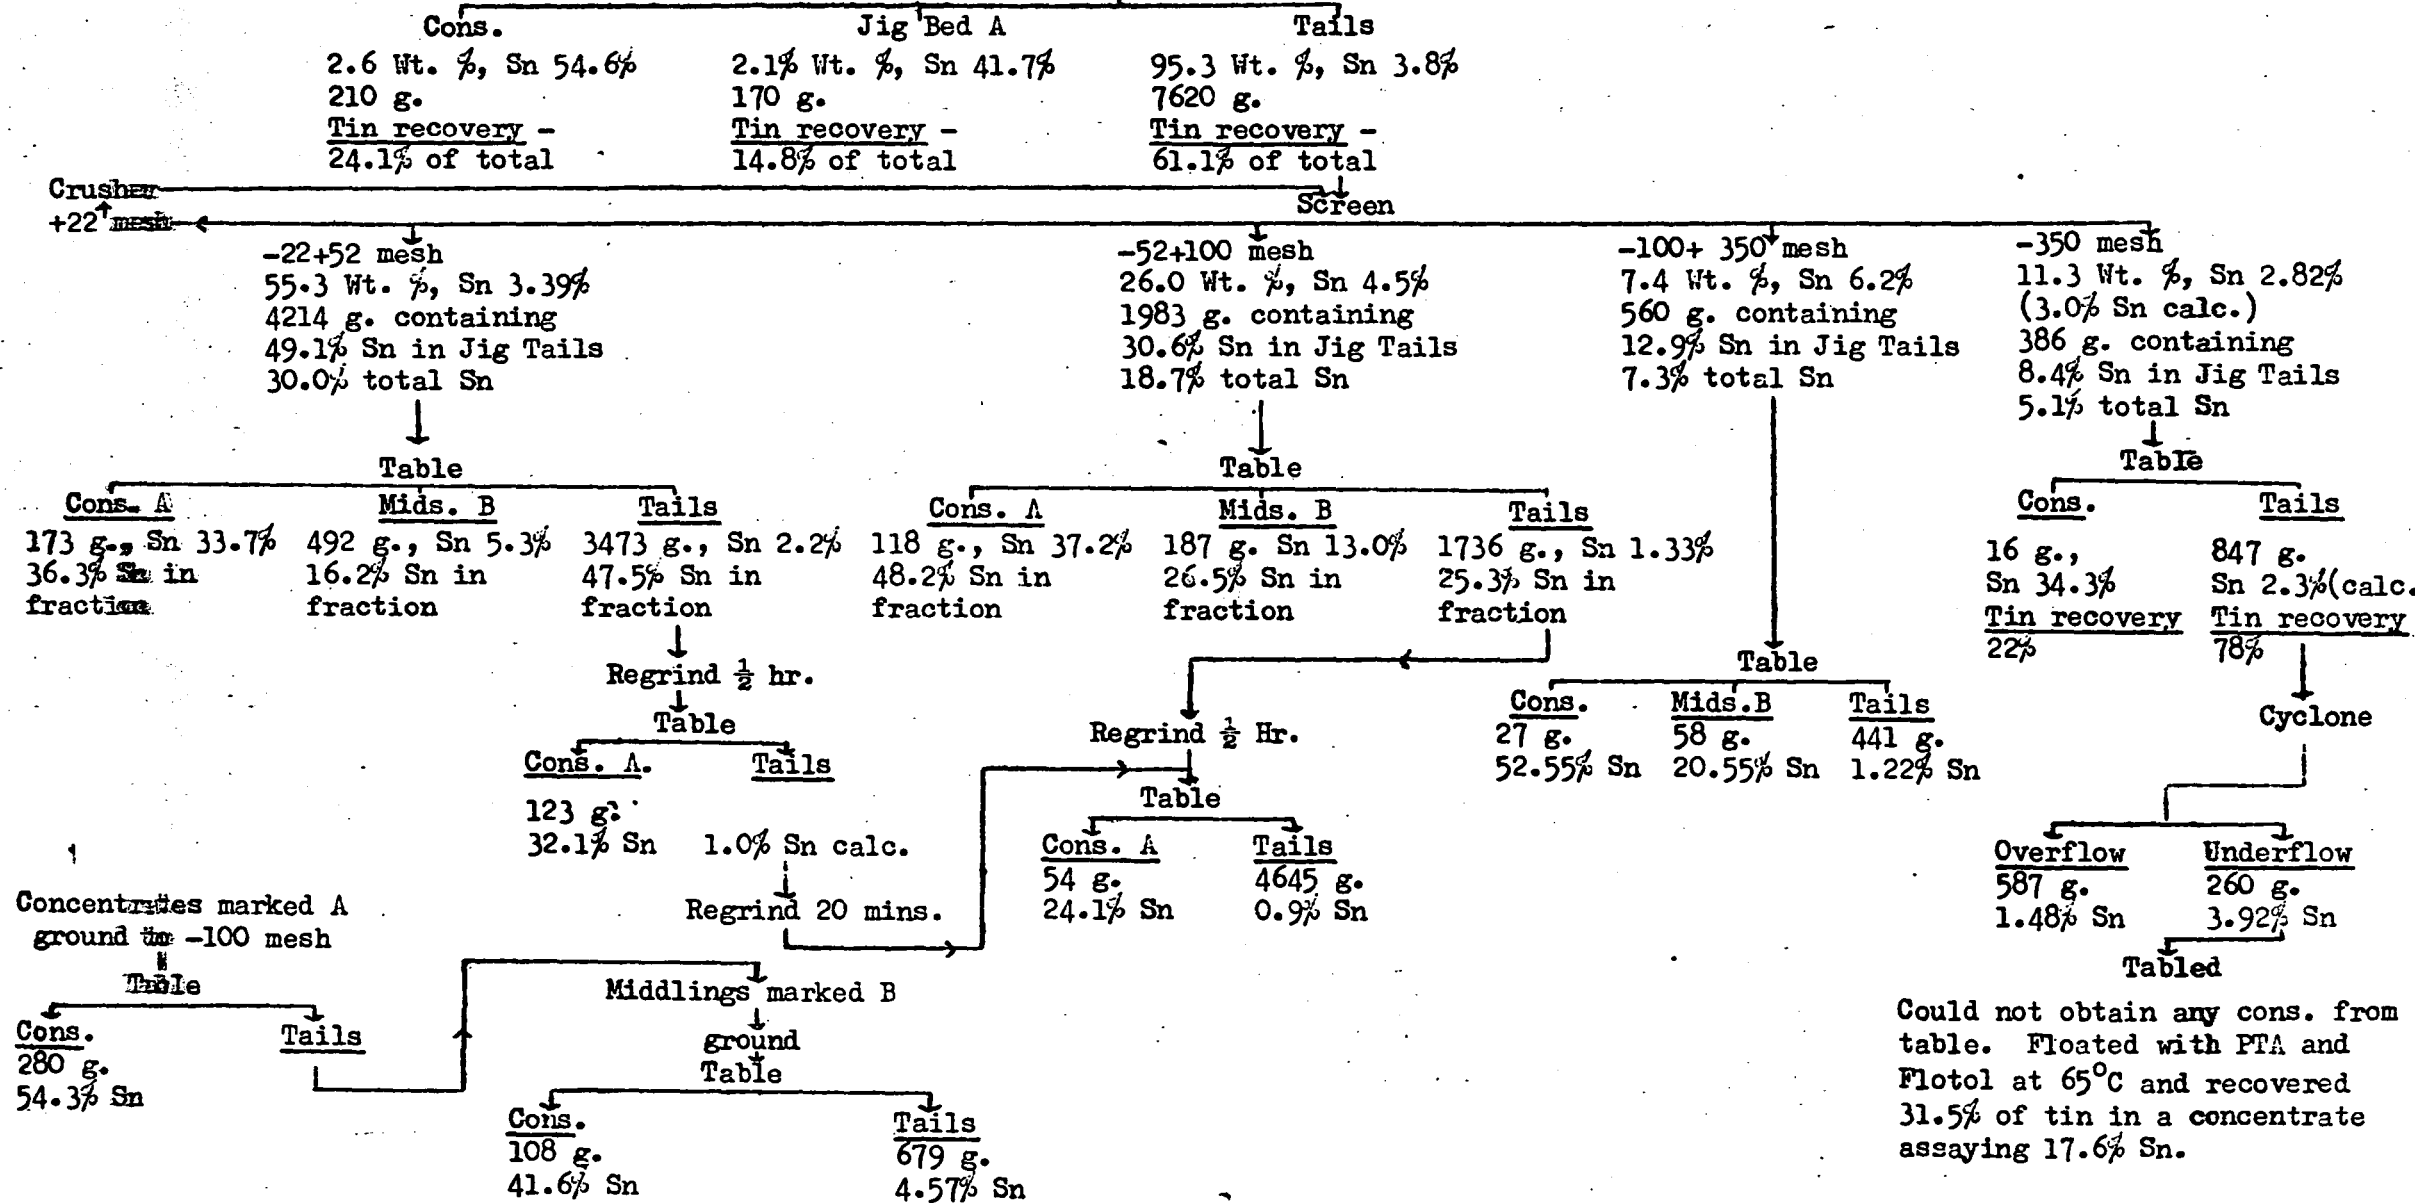 Cons.
2.6 Wt. %, Sn 54.6%
210 g.
Tin recovery -
24.1% of total
Jig Bed A
2.1% Wt. %, Sn 41.7%
170 g.
Tin recovery -
14.8% of total
Tails
95.3 Wt. %, Sn 3.8%
7620 g.
Tin recovery -
61.1% of total
Crusher
+22 mesh
Screen
-22+52 mesh
55.3 Wt. %, Sn 3.39%
4214 g. containing
49.1% Sn in Jig Tails
30.0% total Sn
-52+100 mesh
26.0 Wt. %, Sn 4.5%
1983 g. containing
30.6% Sn in Jig Tails
18.7% total Sn
-100+ 350 mesh
7.4 Wt. %, Sn 6.2%
560 g. containing
12.9% Sn in Jig Tails
7.3% total Sn
-350 mesh
11.3 Wt. %, Sn 2.82%
(3.0% Sn calc.)
386 g. containing
8.4% Sn in Jig Tails
5.1% total Sn
Table
Cons. A
173 g., Sn 33.7%
36.3% Sn in
fraction
Mids. B
492 g., Sn 5.3%
16.2% Sn in
fraction
Tails
3473 g., Sn 2.2%
47.5% Sn in
fraction
Regrind ½ hr.
Table
Cons. A.
123 g.
32.1% Sn
Tails
1.0% Sn calc.
Regrind 20 mins.
Table
Cons. A
118 g., Sn 37.2%
48.2% Sn in
fraction
Mids. B
187 g. Sn 13.0%
26.5% Sn in
fraction
Tails
1736 g., Sn 1.33%
25.3% Sn in
fraction
Regrind ½ Hr.
Table
Cons. A
54 g.
24.1% Sn
Tails
4645 g.
0.9% Sn
Table
Cons.
27 g.
52.55% Sn
Mids.B
58 g.
20.55% Sn
Tails
441 g.
1.22% Sn
Table
Cons.
16 g.,
Sn 34.3%
Tin recovery
22%
Tails
847 g.
Sn 2.3%(calc.
Tin recovery
78%
Cyclone
Overflow
587 g.
1.48% Sn
Underflow
260 g.
3.92% Sn
Tabled
Could not obtain any cons. from
table. Floated with PTA and
Flotol at 65°C and recovered
31.5% of tin in a concentrate
assaying 17.6% Sn.
Concentrates marked A
ground to -100 mesh
Table
Cons.
280 g.
54.3% Sn
Tails
Middlings marked B
ground
Table
Cons.
108 g.
41.6% Sn
Tails
679 g.
4.57% Sn